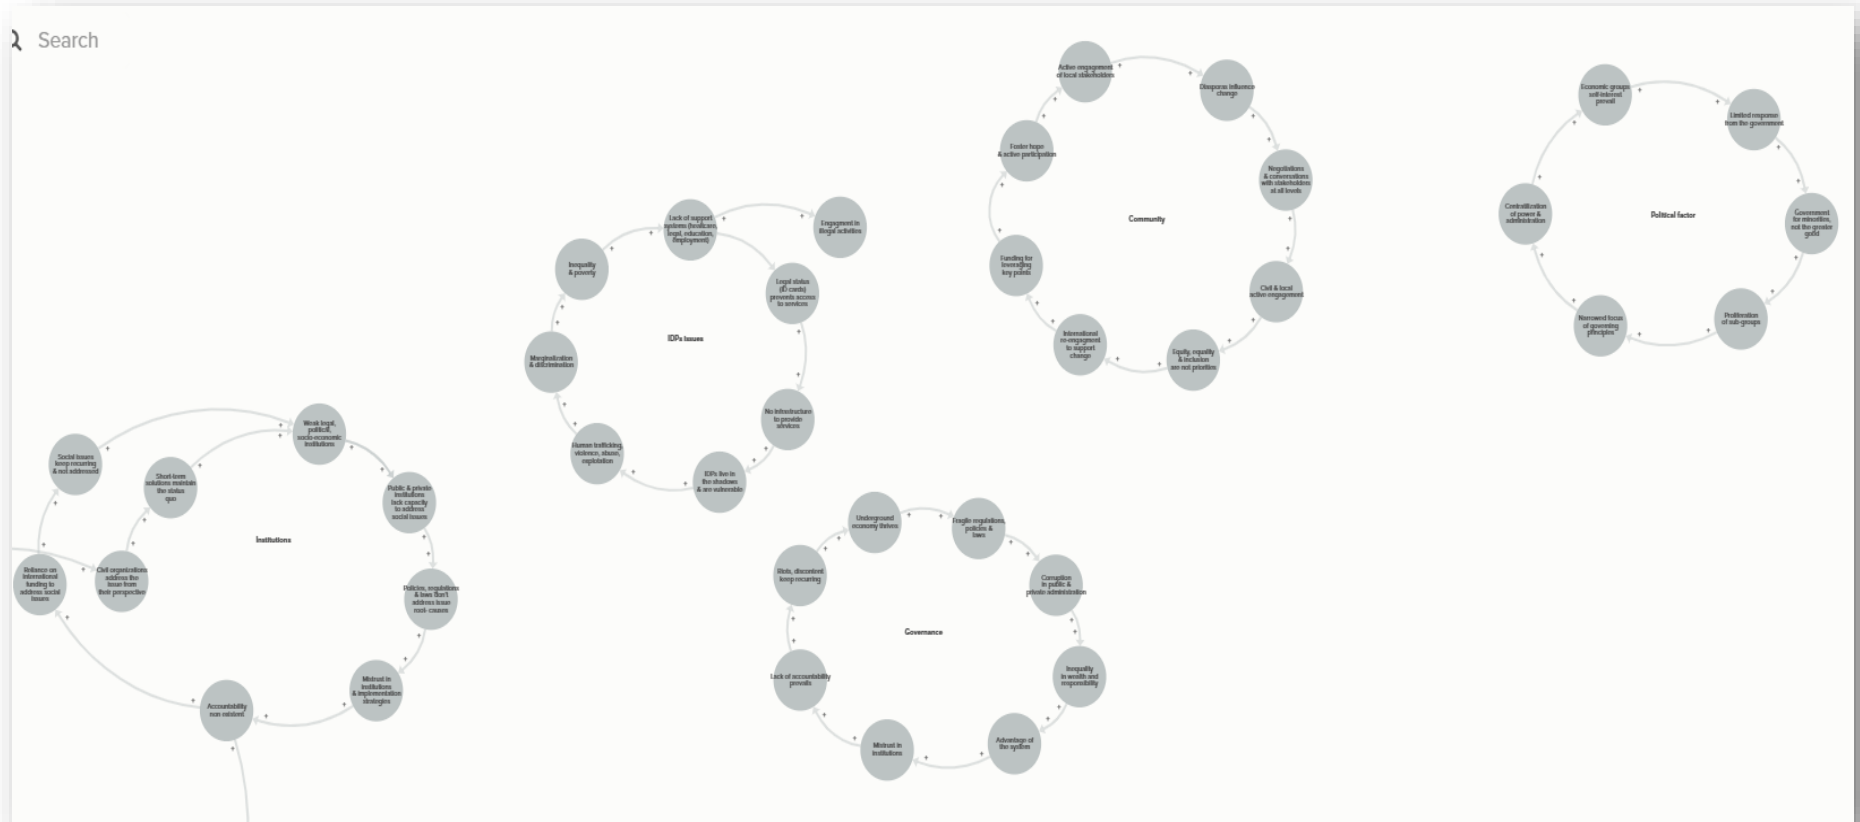 Search
Active engagement
of local stakeholders
Diasporas influence
change
Negotiations
& conversations
with stakeholders
at all levels
Civil & local
active engagement
Equity, equality
& inclusion
are not priorities
International
re-engagment
to support
change
Funding for
leveraging
key points
Foster hope
& active participation
Community
Economic groups
self-interest
prevail
Limited response
from the government
Government
for minorities,
not the greater
good
Proliferation
of sub-groups
Narrowed focus
of governing
principles
Centralization
of power &
administration
Political factor
Lack of support
systems (healcare,
legal, education,
employment)
Engagment in
illegal activities
Legal status
(ID cards)
prevents access
to services
No infrastructure
to provide
services
IDPs live in
the shadows
& are vulnerable
Human trafficking,
violence, abuse,
explotation
Marginalization
& discrimination
Inequality
& poverty
IDPs issues
Weak legal,
political,
socio-economic
institutions
Public & private
institutions
lack capacity
to address
social issues
Policies, regulations
& laws don't
address issue
root- causes
Mistrust in
institutions
& implementation
strategies
Accountability
non existent
Reliance on
international
funding to
address social
issues
Social issues
keep recurring
& not addressed
Civil organizations
address the
issue from
their perspective
Short-term
solutions maintain
the status
quo
Institutions
Underground
economy thrives
Fragile regulations,
policies &
laws
Corruption
in public &
private administration
Inequality
in wealth and
responsibility
Advantage of
the system
Mistrust in
institutions
Lack of accountability
prevails
Riots, discontent
keep recurring
Governance